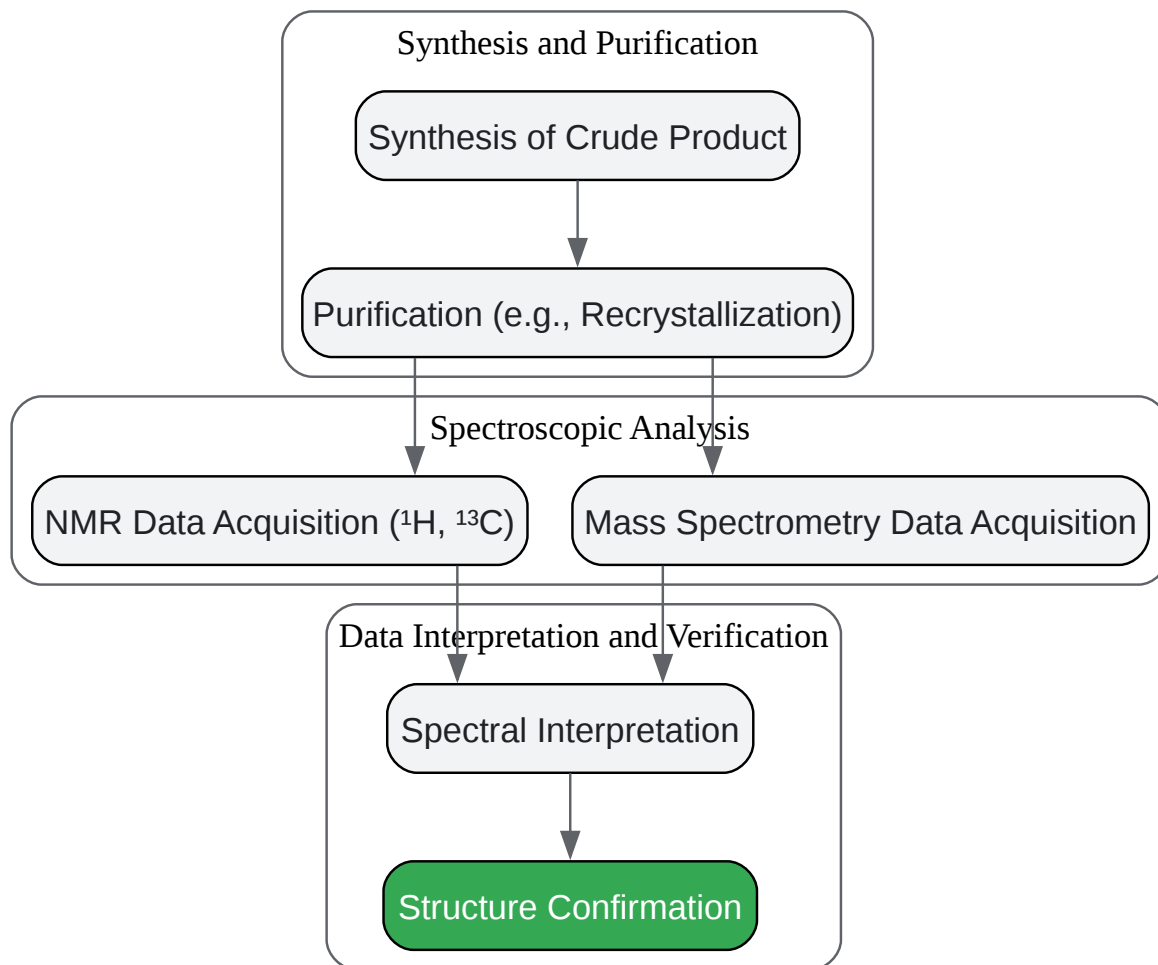 Synthesis and Purification
Synthesis of Crude Product
Purification (e.g., Recrystallization)
Spectroscopic Analysis
NMR Data Acquisition (¹H, ¹³C)
Mass Spectrometry Data Acquisition
Data Interpretation and Verification
Spectral Interpretation
Structure Confirmation